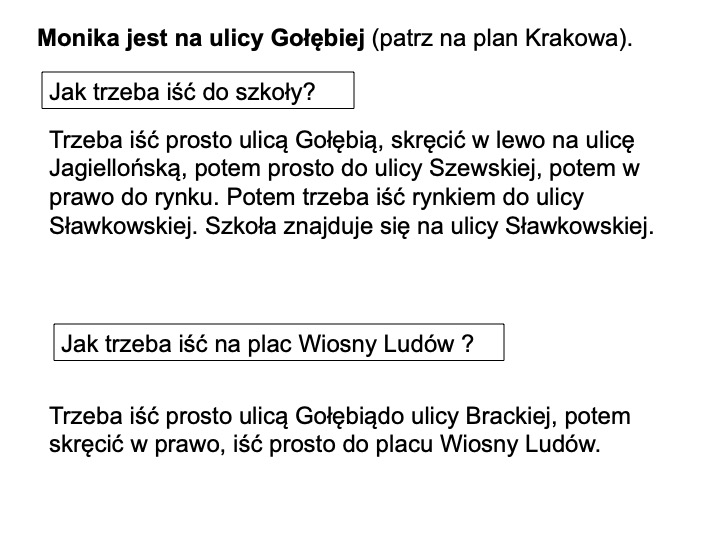 Monika jest na ulicy Gołębiej (patrz na plan Krakowa).
Jak trzeba iść do szkoły?
Trzeba iść prosto ulicą Gołębią, skręcić w lewo na ulicę
Jagiellońską, potem prosto do ulicy Szewskiej, potem w
prawo do rynku. Potem trzeba iść rynkiem do ulicy
Sławkowskiej. Szkoła znajduje się na ulicy Sławkowskiej.
Jak trzeba iść na plac Wiosny Ludów ?
Trzeba iść prosto ulicą Gołębiądo ulicy Brackiej, potem
skręcić w prawo, iść prosto do placu Wiosny Ludów.